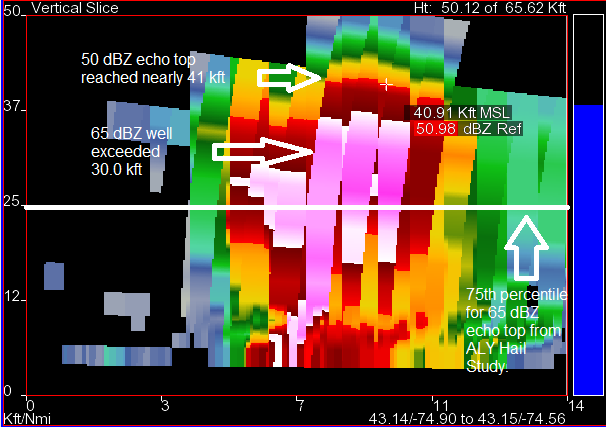 50
Vertical Slice
Ht: 50.12 of 65.62 Kft
50 dBZ echo top
reached nearly 41 kft
37
40.91 Kft MSL
50.98 dBZ Ref
65 dBZ well
exceeded
30.0 kft
25
75th percentile
for 65 dBZ
echo top from
ALY Hail
Study.
12
0
0
3
7
11
14
Kft/Nmi
43.14/-74.90 to 43.15/-74.56